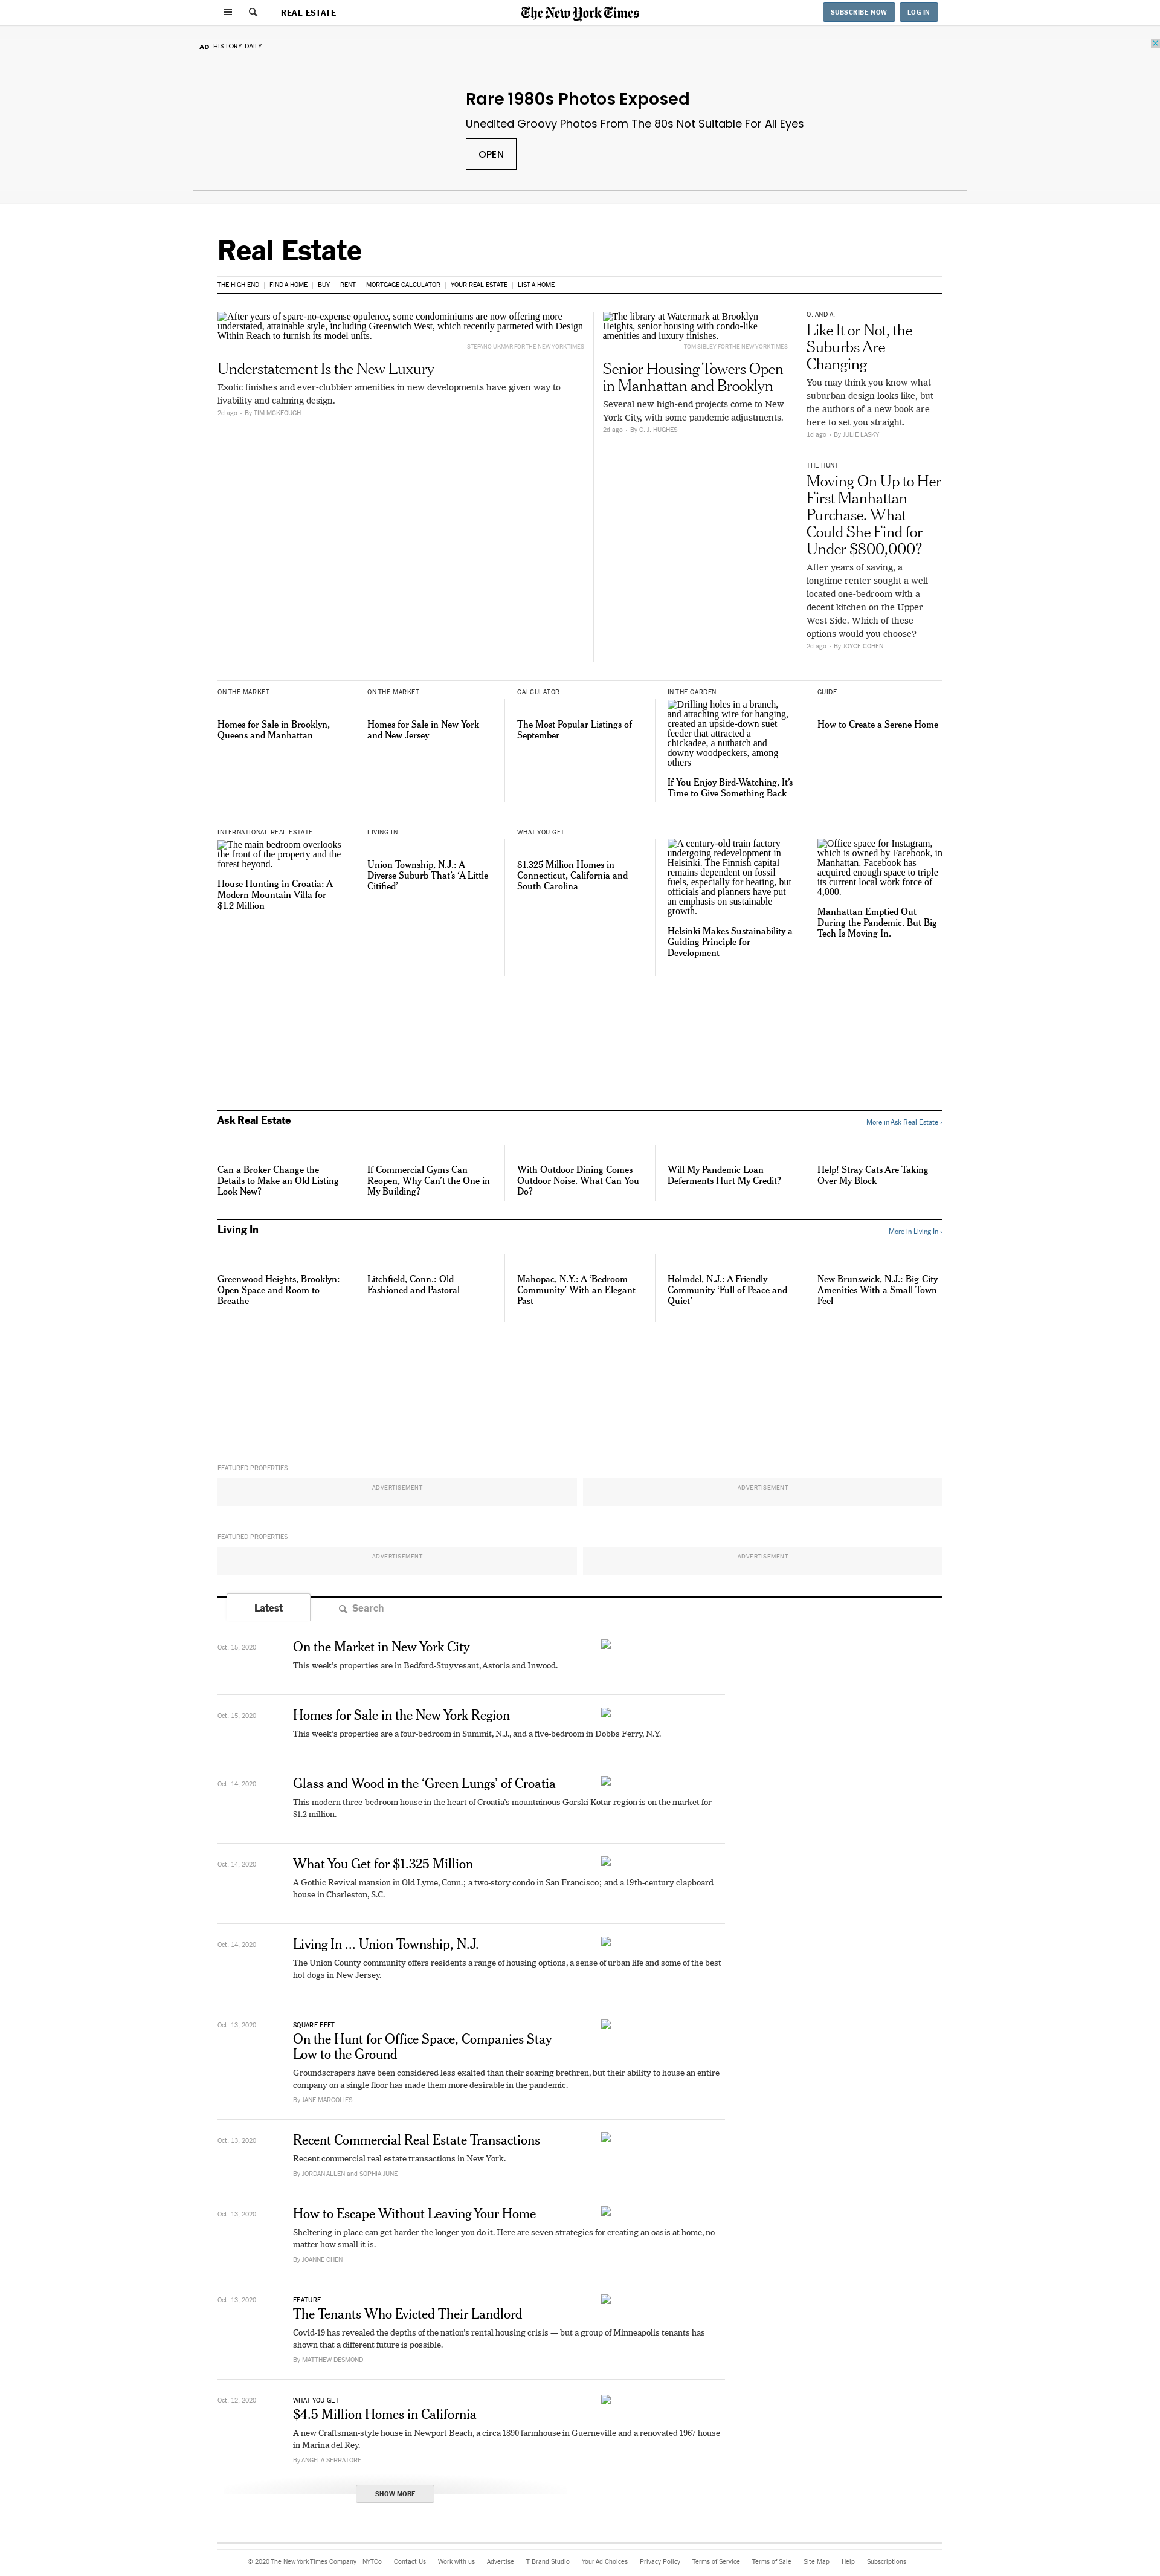 REAL ESTATE
The New York Times
SUBSCRIBE NOW
LOG IN
AD HISTORY DAILY
Rare 1980s Photos Exposed
Unedited Groovy Photos From The 80s Not Suitable For All Eyes
OPEN
Real Estate
THE HIGH END
FIND A HOME
BUY
RENT
MORTGAGE CALCULATOR
YOUR REAL ESTATE
LIST A HOME
After years of spare-no-expense opulence, some condominiums are now offering more
understated, attainable style, including Greenwich West, which recently partnered with Design
Within Reach to furnish its model units.
STEFANO UKMAR FOR THE NEW YORK TIMES
Understatement Is the New Luxury
Exotic finishes and ever-clubbier amenities in new developments have given way to
livability and calming design.
2d ago • By TIM MCKEOUGH
The library at Watermark at Brooklyn
Heights, senior housing with condo-like
amenities and luxury finishes.
TOM SIBLEY FOR THE NEW YORK TIMES
Senior Housing Towers Open
in Manhattan and Brooklyn
Several new high-end projects come to New
York City, with some pandemic adjustments.
2d ago • By C. J. HUGHES
Q. AND A.
Like It or Not, the
Suburbs Are
Changing
You may think you know what
suburban design looks like, but
the authors of a new book are
here to set you straight.
1d ago • By JULIE LASKY
THE HUNT
Moving On Up to Her
First Manhattan
Purchase. What
Could She Find for
Under $800,000?
After years of saving, a
longtime renter sought a well-
located one-bedroom with a
decent kitchen on the Upper
West Side. Which of these
options would you choose?
2d ago • By JOYCE COHEN
ON THE MARKET
Homes for Sale in Brooklyn,
Queens and Manhattan
ON THE MARKET
Homes for Sale in New York
and New Jersey
CALCULATOR
The Most Popular Listings of
September
IN THE GARDEN
Drilling holes in a branch,
and attaching wire for hanging,
created an upside-down suet
feeder that attracted a
chickadee, a nuthatch and
downy woodpeckers, among
others
If You Enjoy Bird-Watching, It’s
Time to Give Something Back
GUIDE
How to Create a Serene Home
INTERNATIONAL REAL ESTATE
The main bedroom overlooks
the front of the property and the
forest beyond.
House Hunting in Croatia: A
Modern Mountain Villa for
$1.2 Million
LIVING IN
Union Township, N.J.: A
Diverse Suburb That’s ‘A Little
Citified’
WHAT YOU GET
$1.325 Million Homes in
Connecticut, California and
South Carolina
A century-old train factory
undergoing redevelopment in
Helsinki. The Finnish capital
remains dependent on fossil
fuels, especially for heating, but
officials and planners have put
an emphasis on sustainable
growth.
Helsinki Makes Sustainability a
Guiding Principle for
Development
Office space for Instagram,
which is owned by Facebook, in
Manhattan. Facebook has
acquired enough space to triple
its current local work force of
4,000.
Manhattan Emptied Out
During the Pandemic. But Big
Tech Is Moving In.
Ask Real Estate
More in Ask Real Estate ›
Can a Broker Change the
Details to Make an Old Listing
Look New?
If Commercial Gyms Can
Reopen, Why Can’t the One in
My Building?
With Outdoor Dining Comes
Outdoor Noise. What Can You
Do?
Will My Pandemic Loan
Deferments Hurt My Credit?
Help! Stray Cats Are Taking
Over My Block
Living In
More in Living In ›
Greenwood Heights, Brooklyn:
Open Space and Room to
Breathe
Litchfield, Conn.: Old-
Fashioned and Pastoral
Mahopac, N.Y.: A ‘Bedroom
Community’ With an Elegant
Past
Holmdel, N.J.: A Friendly
Community ‘Full of Peace and
Quiet’
New Brunswick, N.J.: Big-City
Amenities With a Small-Town
Feel
FEATURED PROPERTIES
ADVERTISEMENT
ADVERTISEMENT
FEATURED PROPERTIES
ADVERTISEMENT
ADVERTISEMENT
Latest
Search
Oct. 15, 2020
On the Market in New York City
This week’s properties are in Bedford-Stuyvesant, Astoria and Inwood.
Oct. 15, 2020
Homes for Sale in the New York Region
This week’s properties are a four-bedroom in Summit, N.J., and a five-bedroom in Dobbs Ferry, N.Y.
Oct. 14, 2020
Glass and Wood in the ‘Green Lungs’ of Croatia
This modern three-bedroom house in the heart of Croatia’s mountainous Gorski Kotar region is on the market for
$1.2 million.
Oct. 14, 2020
What You Get for $1.325 Million
A Gothic Revival mansion in Old Lyme, Conn.; a two-story condo in San Francisco; and a 19th-century clapboard
house in Charleston, S.C.
Oct. 14, 2020
Living In ... Union Township, N.J.
The Union County community offers residents a range of housing options, a sense of urban life and some of the best
hot dogs in New Jersey.
Oct. 13, 2020
SQUARE FEET
On the Hunt for Office Space, Companies Stay
Low to the Ground
Groundscrapers have been considered less exalted than their soaring brethren, but their ability to house an entire
company on a single floor has made them more desirable in the pandemic.
By JANE MARGOLIES
Oct. 13, 2020
Recent Commercial Real Estate Transactions
Recent commercial real estate transactions in New York.
By JORDAN ALLEN and SOPHIA JUNE
Oct. 13, 2020
How to Escape Without Leaving Your Home
Sheltering in place can get harder the longer you do it. Here are seven strategies for creating an oasis at home, no
matter how small it is.
By JOANNE CHEN
Oct. 13, 2020
FEATURE
The Tenants Who Evicted Their Landlord
Covid-19 has revealed the depths of the nation’s rental housing crisis — but a group of Minneapolis tenants has
shown that a different future is possible.
By MATTHEW DESMOND
Oct. 12, 2020
WHAT YOU GET
$4.5 Million Homes in California
A new Craftsman-style house in Newport Beach, a circa 1890 farmhouse in Guerneville and a renovated 1967 house
in Marina del Rey.
By ANGELA SERRATORE
SHOW MORE
© 2020 The New York Times Company
NYTCo
Contact Us
Work with us
Advertise
T Brand Studio
Your Ad Choices
Privacy Policy
Terms of Service
Terms of Sale
Site Map
Help
Subscriptions